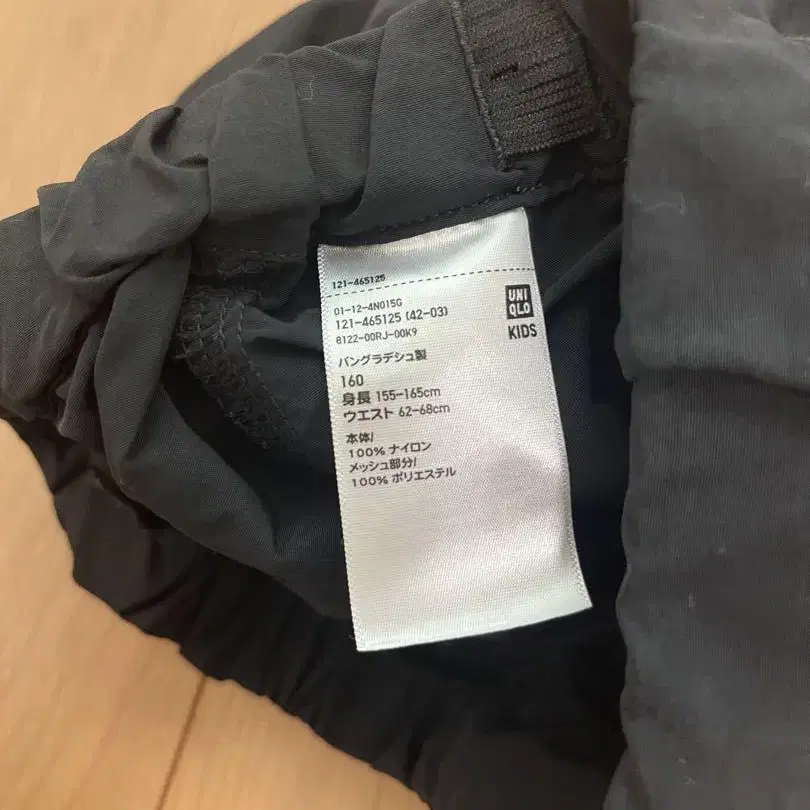 121-465125
01-12-4N015G
121-465125 (42-03)
8122-00RJ-00K9
UNI
QLO
KIDS
バングラデシュ製
160
身長 155-165cm
ウエスト 62-68cm
本体/
100% ナイロン
メッシュ部分/
100% ポリエステル